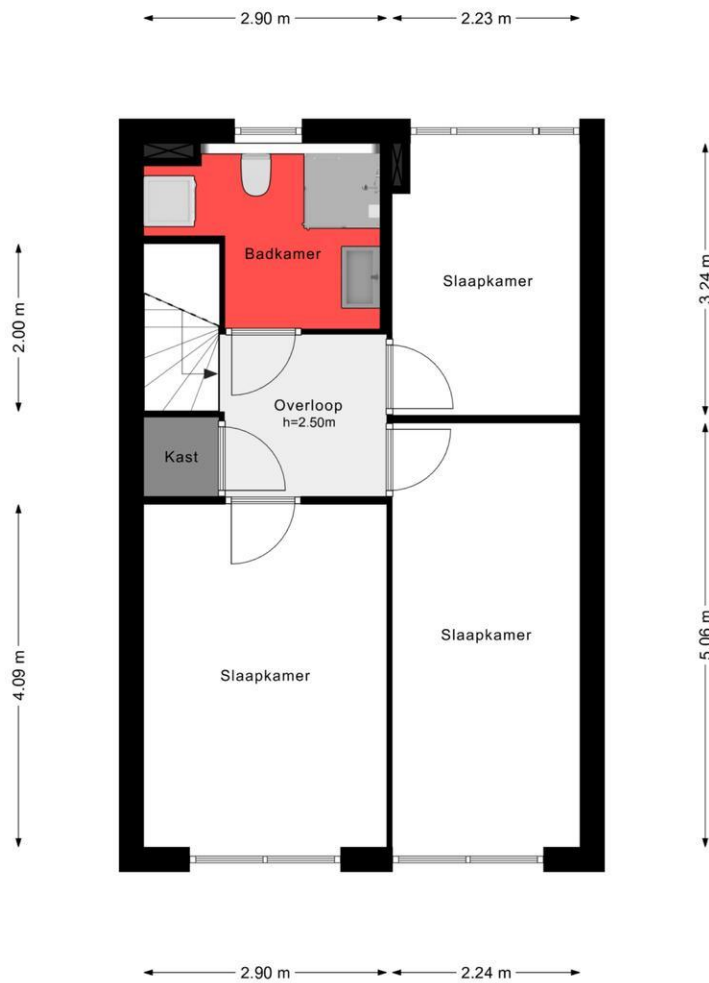 2.90 m
2.23 m
Badkamer
Slaapkamer
3.24 m
2.00 m
Overloop
h=2.50m
Kast
Slaapkamer
Slaapkamer
4.09 m
5.06 m
2.90 m
2.24 m